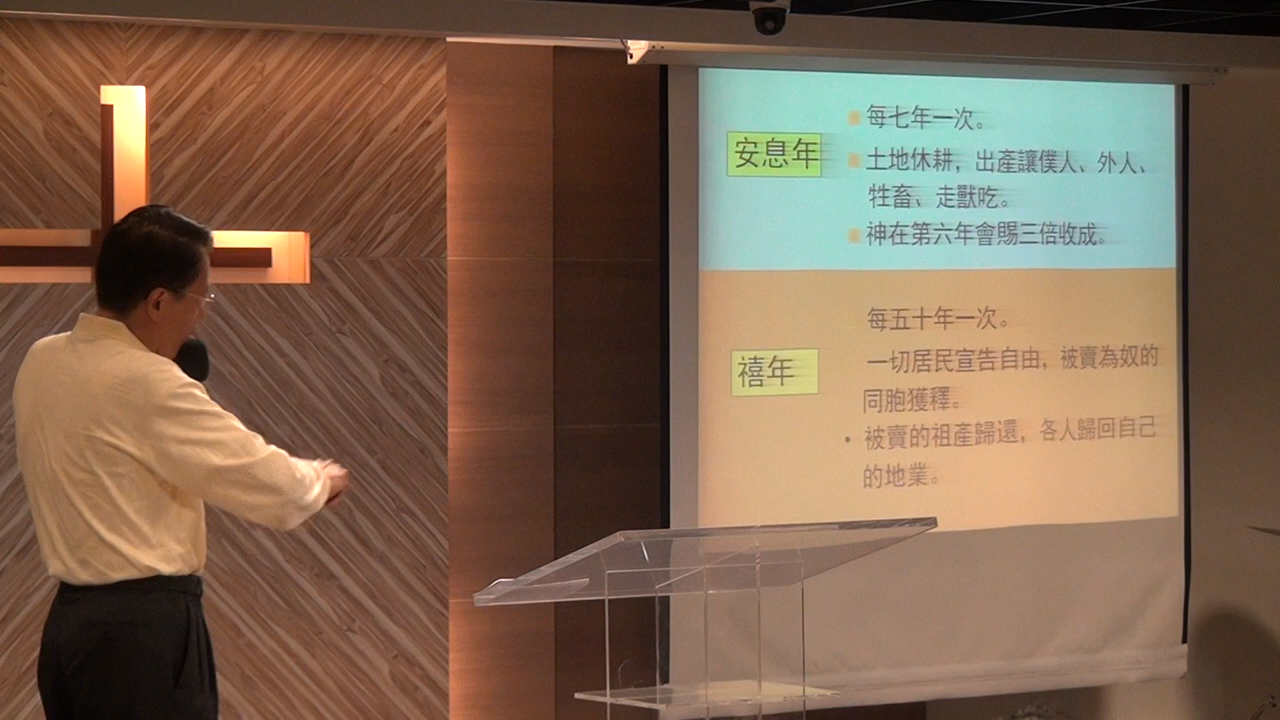 安息年
每七年一次。
土地休耕，出產讓僕人、外人、
牲畜、走獸吃。
神在第六年會賜三倍收成。
禧年
每五十年一次。
一切居民宣告自由，被賣為奴的
同胞獲釋。
• 被賣的祖產歸還，各人歸回自己
的地業。